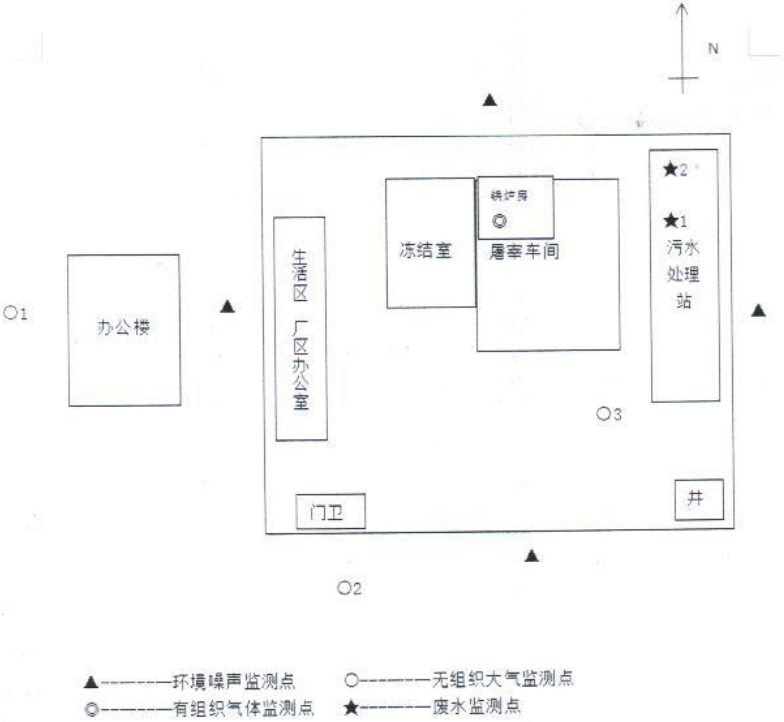 N
★2
锅炉房
★1
冻结室
屠宰车间
污水
处理
站
生活区 厂区办公室
○1
办公楼
○3
门卫
井
○2
▲-------环境噪声监测点
○-------无组织大气监测点
◎-------有组织气体监测点
★-------废水监测点